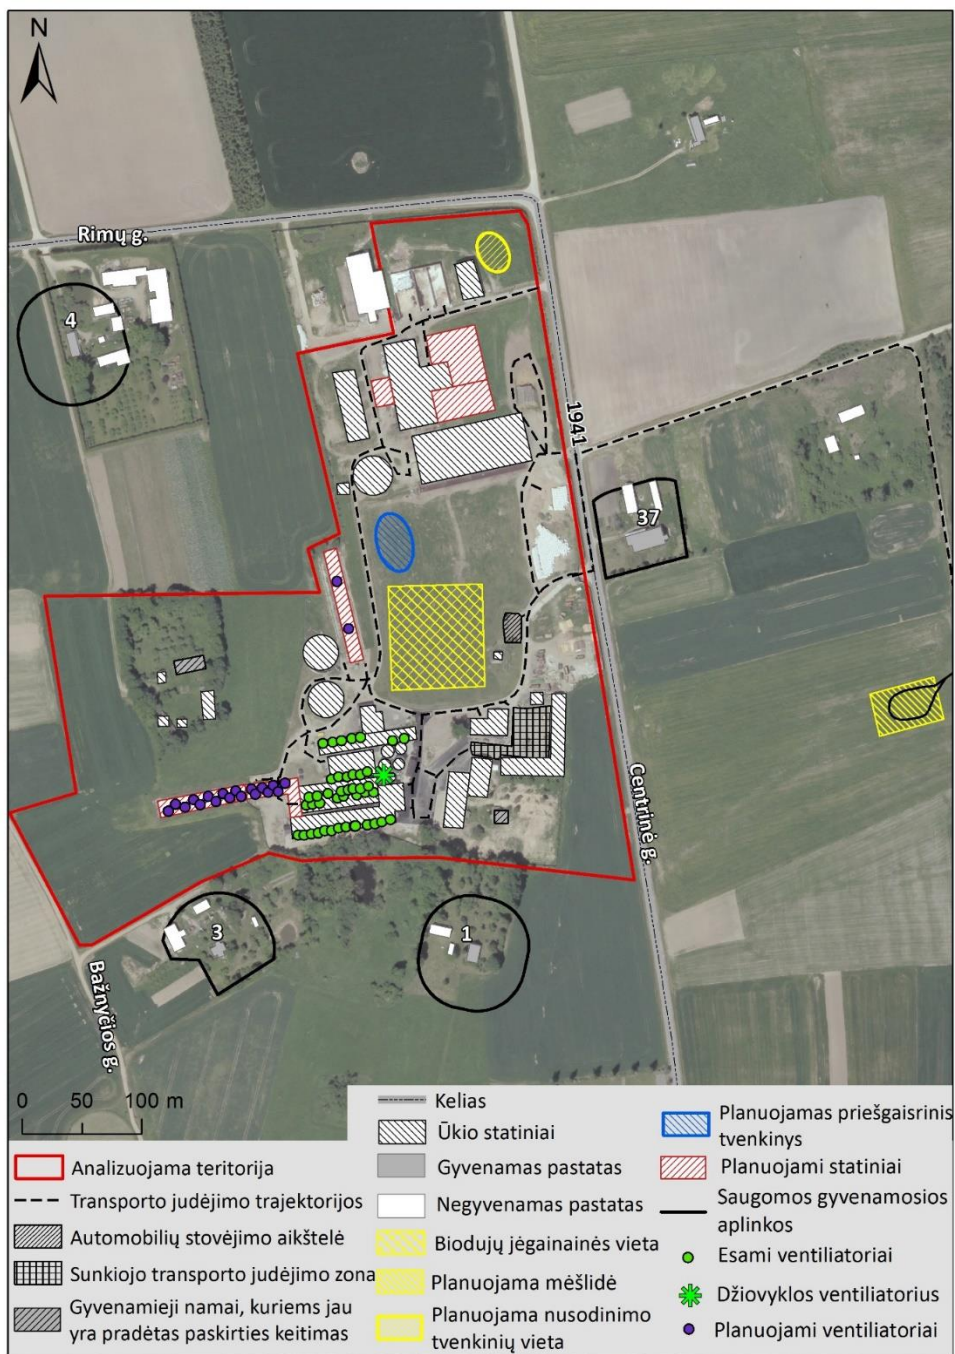 N
Rimų g.
4
1941
37
Centrinė g.
3
1
Bažnyčios g.
0 50 100 m
Analizuojama teritorija
Transporto judėjimo trajektorijos
Automobilių stovėjimo aikštelė
Sunkiojo transporto judėjimo zona
Gyvenamieji namai, kuriems jau
yra pradėtas paskirties keitimas
Kelias
Ūkio statiniai
Gyvenamas pastatas
Negyvenamas pastatas
Biodujų jėgainainės vieta
Planuojama mėšlidė
Planuojama nusodinimo
tvenkinių vieta
Planuojamas priešgaisrinis
tvenkinys
Planuojami statiniai
Saugomos gyvenamosios
aplinkos
Esami ventiliatoriai
Džiovyklos ventiliatorius
Planuojami ventiliatoriai